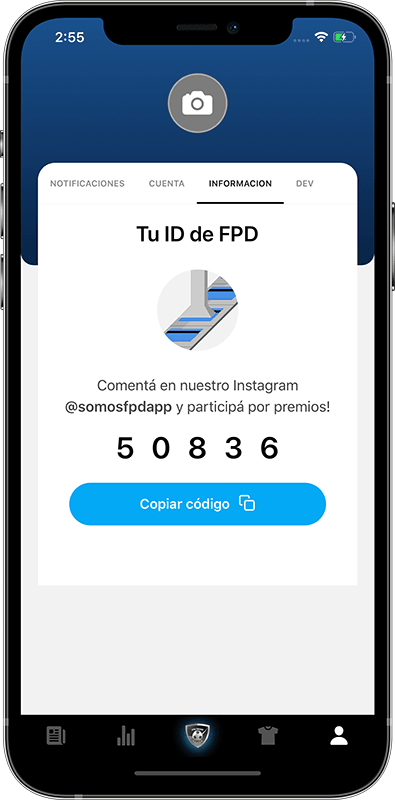 2:55
NOTIFICACIONES CUENTA INFORMACION DEV
Tu ID de FPD
Comentá en nuestro Instagram
@somosfpdapp y participá por premios!
5 0 8 3 6
Copiar código